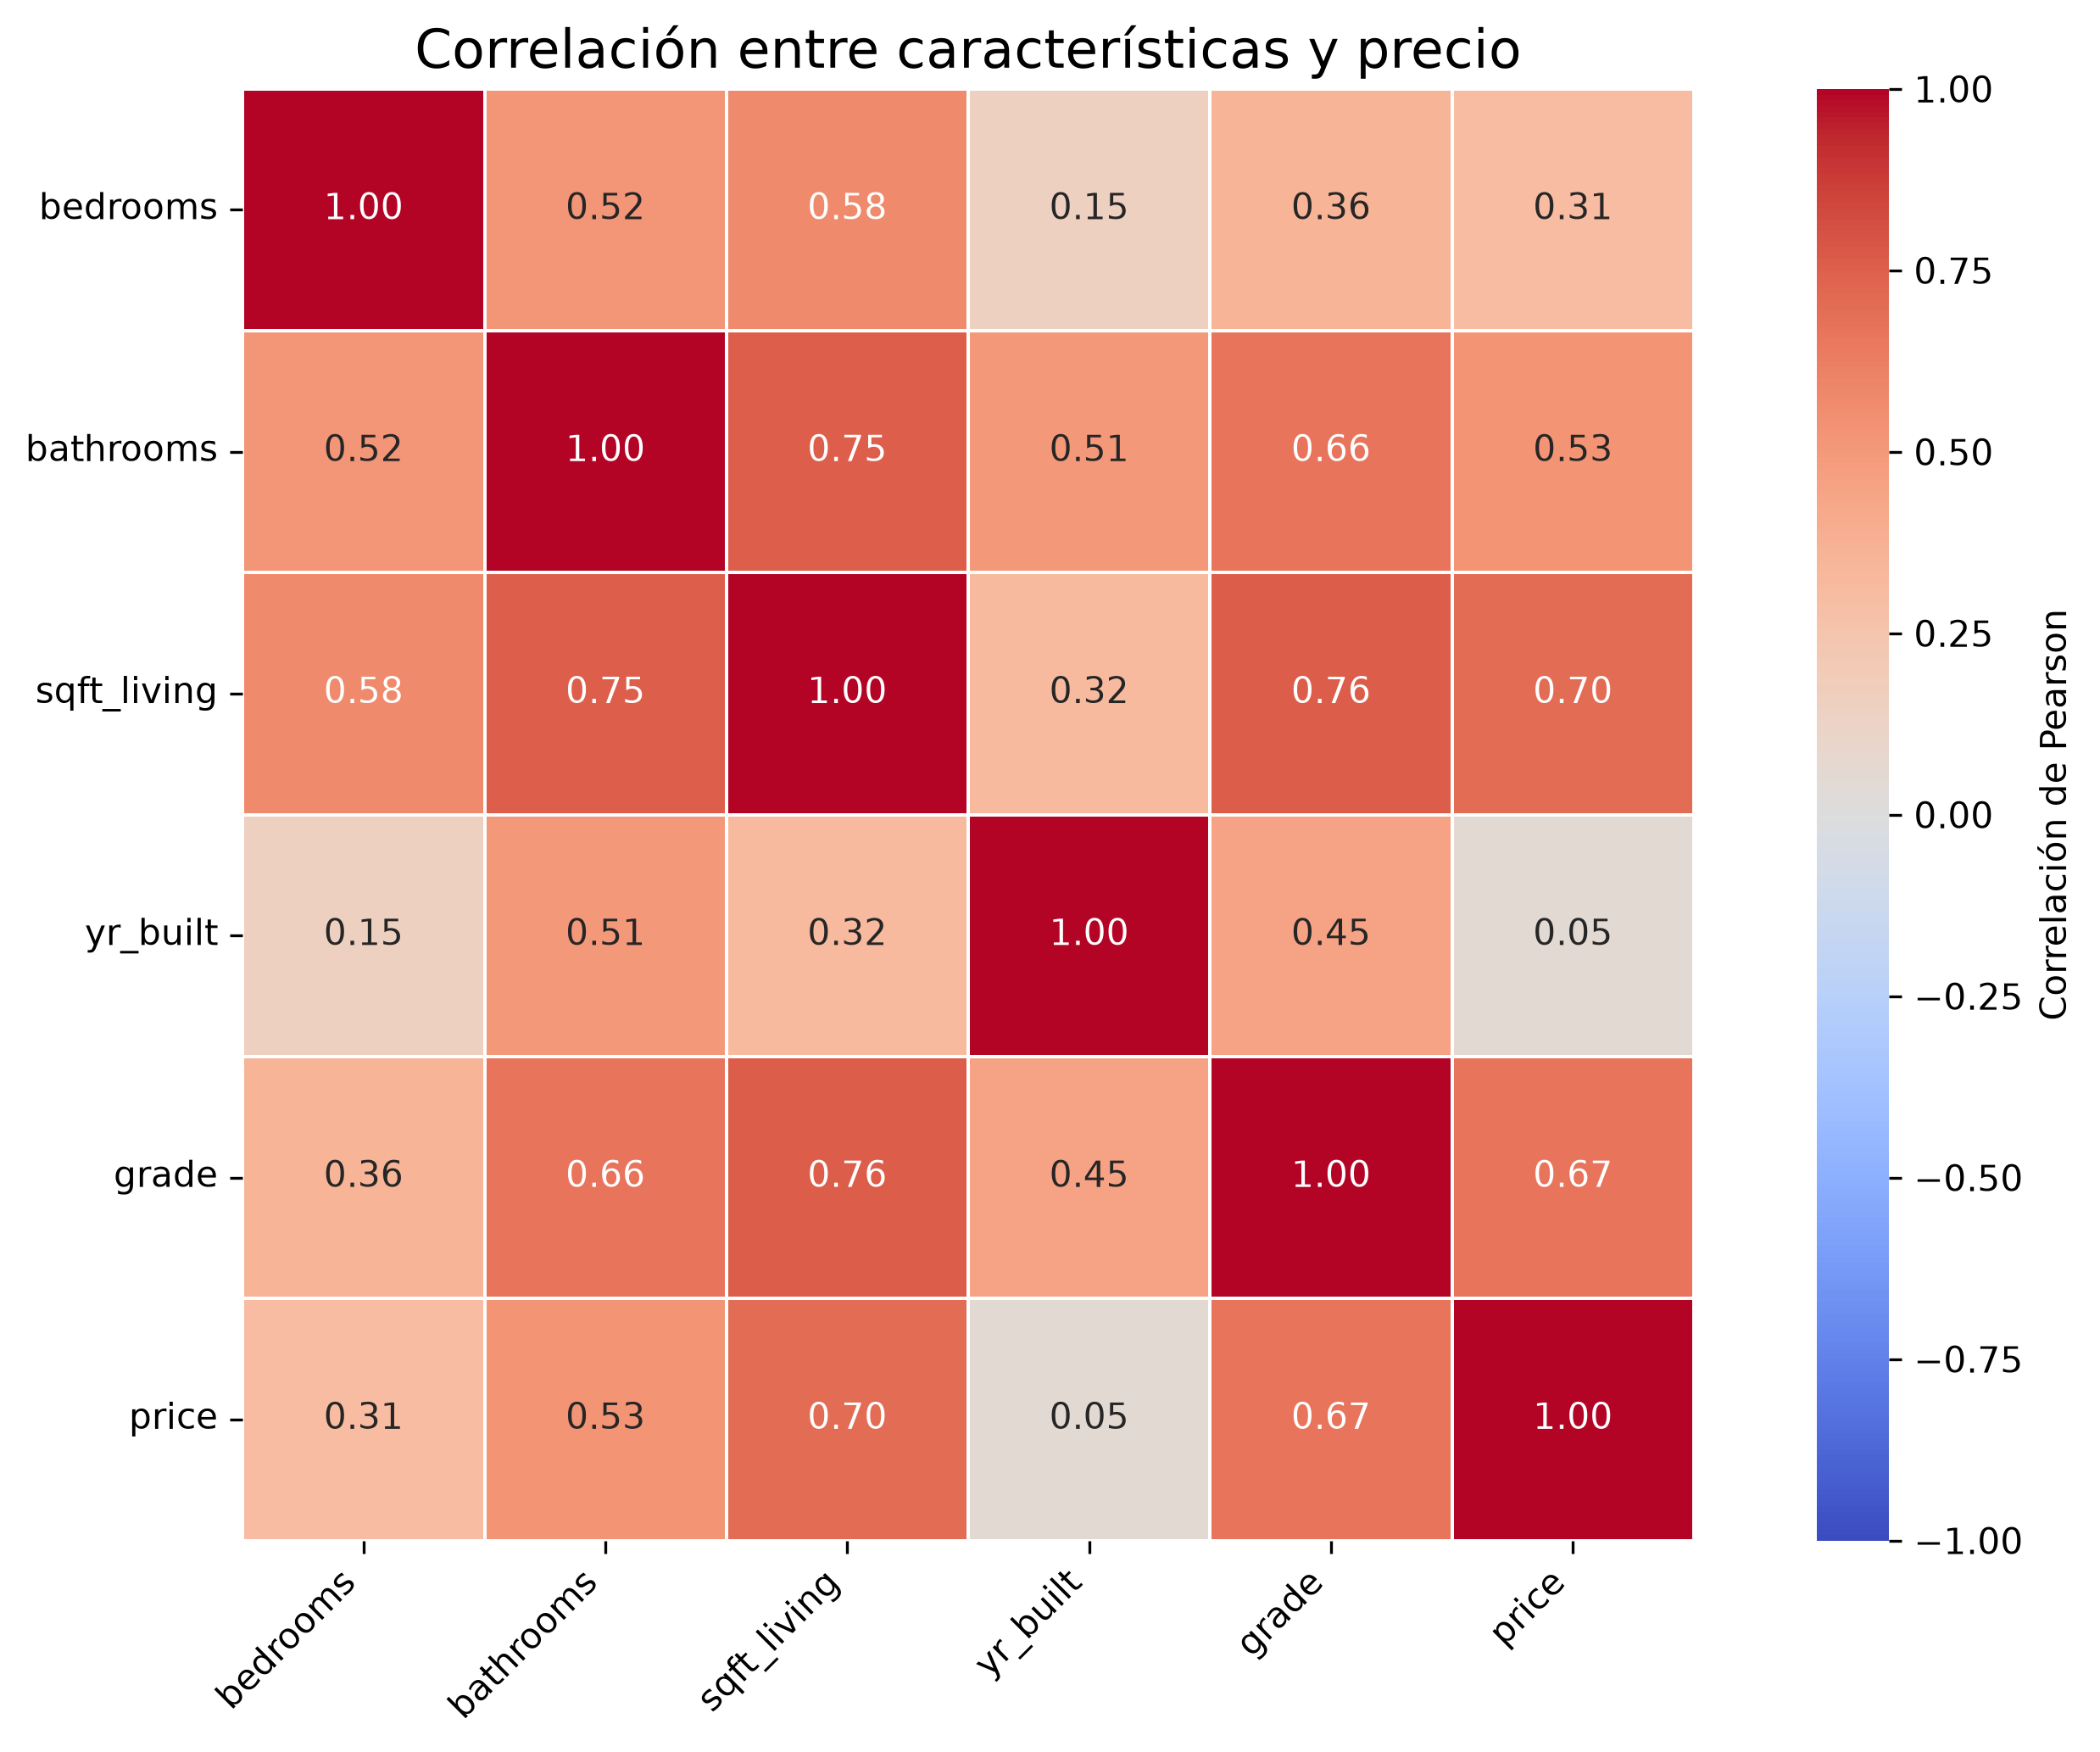 Correlación entre características y precio
bedrooms 1.00 0.52 0.58 0.15 0.36 0.31
bathrooms 0.52 1.00 0.75 0.51 0.66 0.53
sqft_living 0.58 0.75 1.00 0.32 0.76 0.70
yr_built 0.15 0.51 0.32 1.00 0.45 0.05
grade 0.36 0.66 0.76 0.45 1.00 0.67
price 0.31 0.53 0.70 0.05 0.67 1.00
bedrooms bathrooms sqft_living yr_built grade price
1.00
0.75
0.50
0.25
0.00
−0.25
−0.50
−0.75
−1.00
Correlación de Pearson